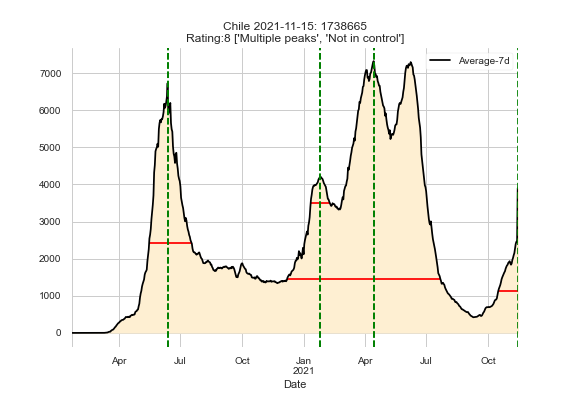 Chile 2021-11-15: 1738665
Rating:8 ['Multiple peaks', 'Not in control']
Average-7d
7000
6000
5000
4000
3000
2000
1000
0
Apr Jul Oct Jan Apr Jul Oct
2021
Date